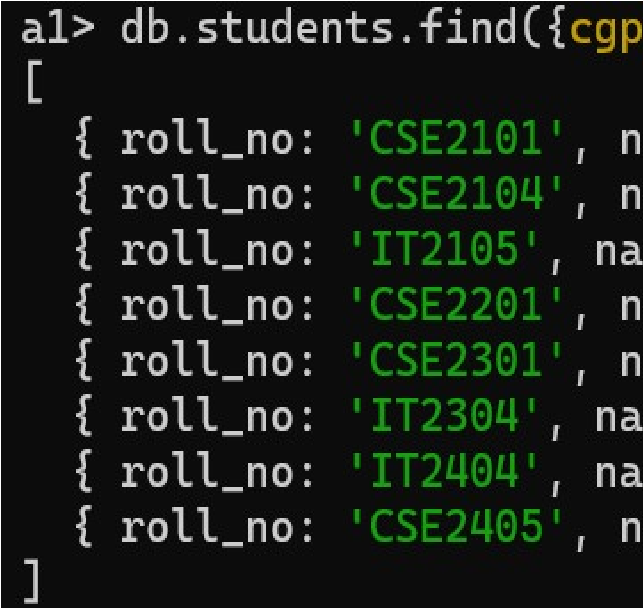 a1> db.students.find({cgp
[
{ roll_no: 'CSE2101', n
{ roll_no: 'CSE2104', n
{ roll_no: 'IT2105', na
{ roll_no: 'CSE2201', n
{ roll_no: 'CSE2301', n
{ roll_no: 'IT2304', na
{ roll_no: 'IT2404', na
{ roll_no: 'CSE2405', n
]